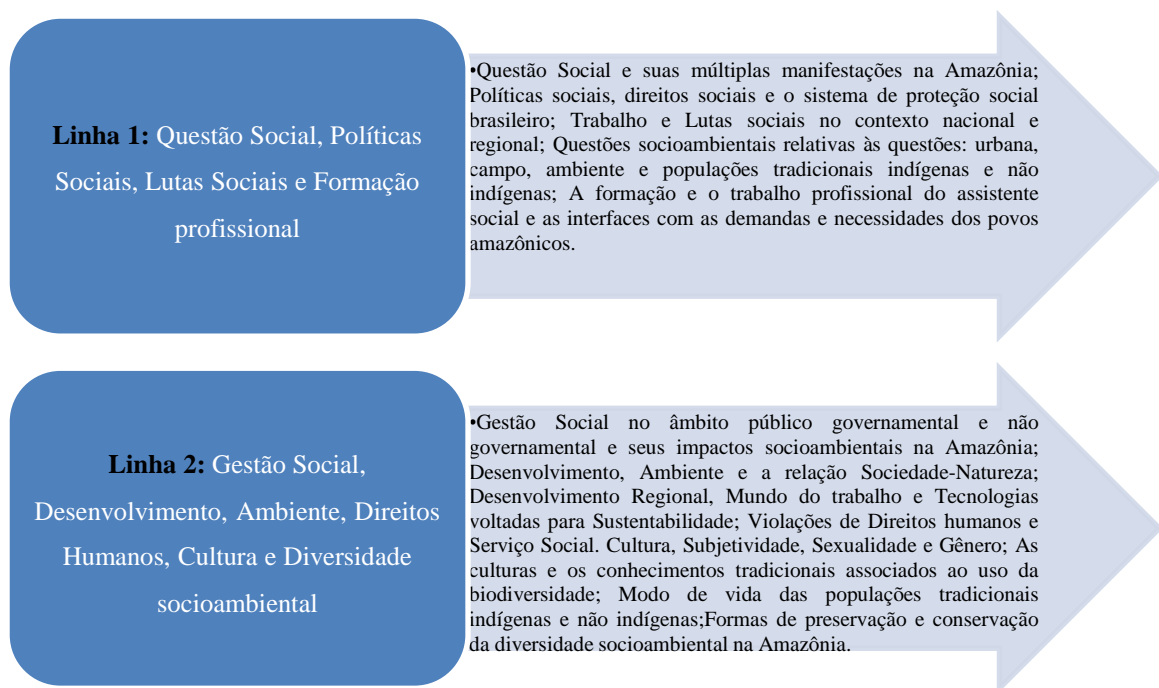 Linha 1: Questão Social, Políticas
Sociais, Lutas Sociais e Formação
profissional
•Questão Social e suas múltiplas manifestações na Amazônia;
Políticas sociais, direitos sociais e o sistema de proteção social
brasileiro; Trabalho e Lutas sociais no contexto nacional e
regional; Questões socioambientais relativas às questões: urbana,
campo, ambiente e populações tradicionais indígenas e não
indígenas; A formação e o trabalho profissional do assistente
social e as interfaces com as demandas e necessidades dos povos
amazônicos.
Linha 2: Gestão Social,
Desenvolvimento, Ambiente, Direitos
Humanos, Cultura e Diversidade
socioambiental
•Gestão Social no âmbito público governamental e não
governamental e seus impactos socioambientais na Amazônia;
Desenvolvimento, Ambiente e a relação Sociedade-Natureza;
Desenvolvimento Regional, Mundo do trabalho e Tecnologias
voltadas para Sustentabilidade; Violações de Direitos humanos e
Serviço Social. Cultura, Subjetividade, Sexualidade e Gênero; As
culturas e os conhecimentos tradicionais associados ao uso da
biodiversidade; Modo de vida das populações tradicionais
indígenas e não indígenas;Formas de preservação e conservação
da diversidade socioambiental na Amazônia.